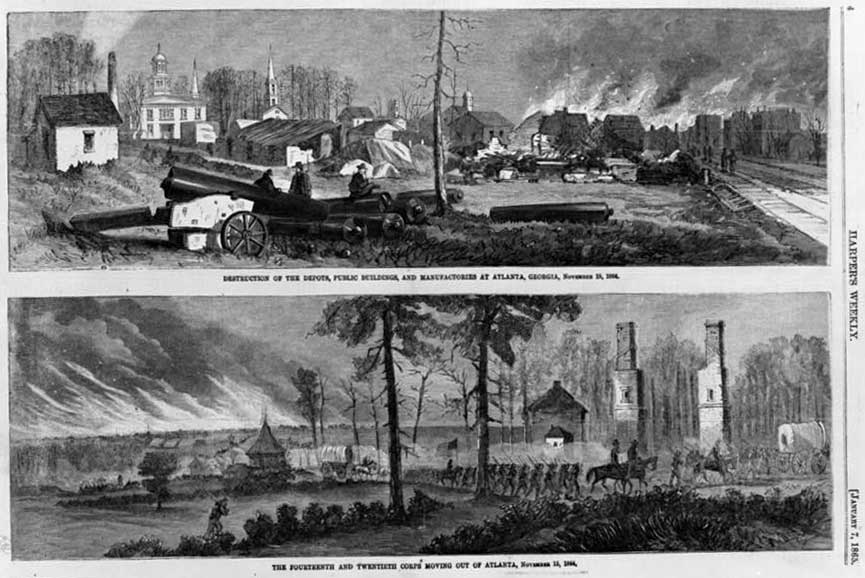 4
DESTRUCTION OF THE DEPOTS, PUBLIC BUILDINGS, AND MANUFACTORIES AT ATLANTA, GEORGIA, NOVEMBER 15, 1864.
HARPER'S WEEKLY.
THE FOURTEENTH AND TWENTIETH CORPS MOVING OUT OF ATLANTA, NOVEMBER 15, 1864.
[JANUARY 7, 1865.